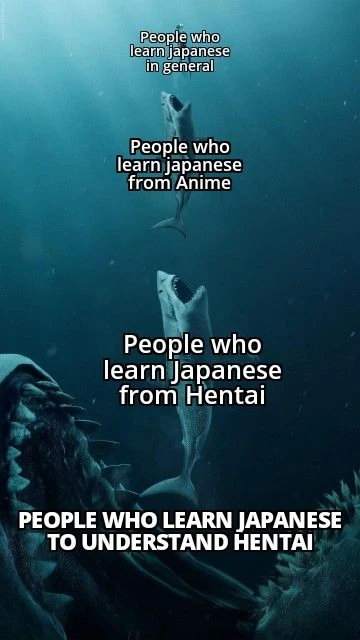 People who
learn japanese
in general
People who
learn japanese
from Anime
People who
learn Japanese
from Hentai
PEOPLE WHO LEARN JAPANESE
TO UNDERSTAND HENTAI